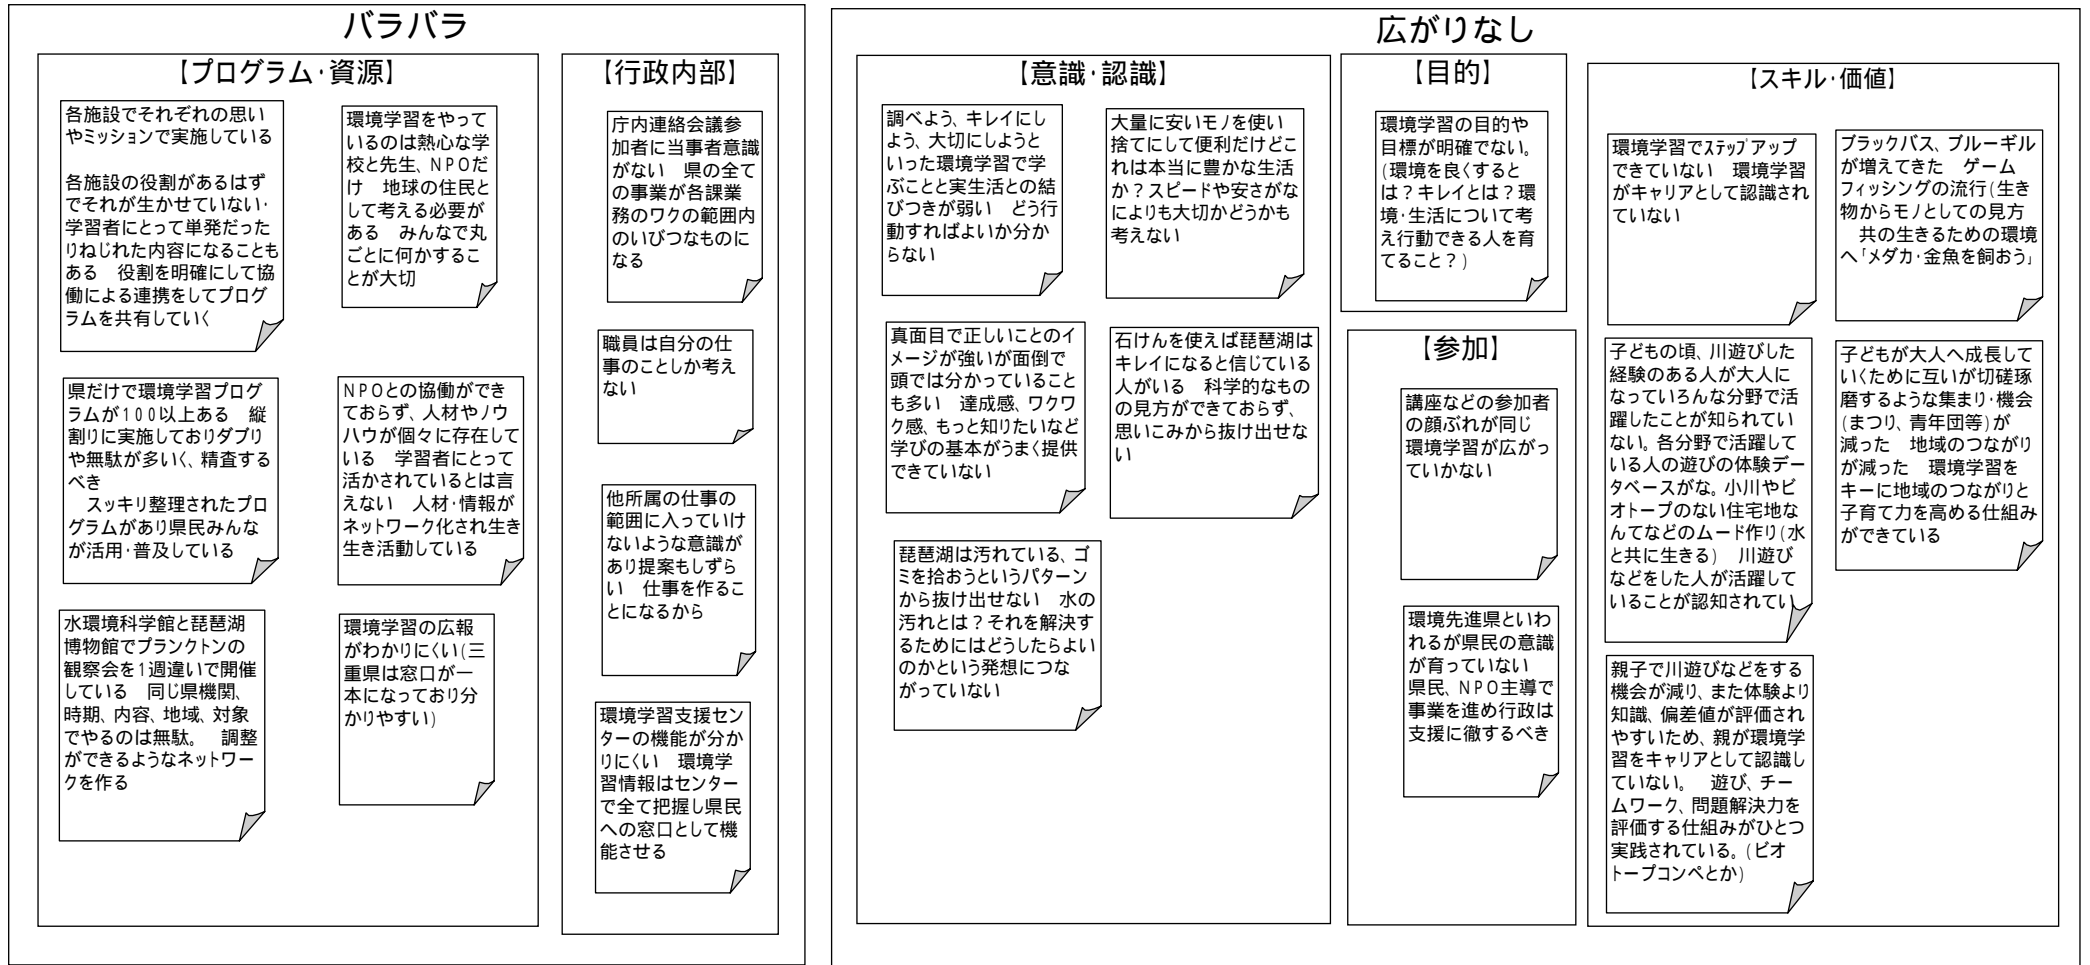 バラバラ
【プログラム・資源】
各施設でそれぞれの思い
やミッションで実施している
各施設の役割があるはず
でそれが生かせていない・
学習者にとって単発だった
りねじれた内容になることも
ある　役割を明確にして協
働による連携をしてプログ
ラムを共有していく
環境学習をやって
いるのは熱心な学
校と先生、NPOだ
け　地球の住民と
して考える必要が
ある　みんなで丸
ごとに何かするこ
とが大切
県だけで環境学習プログ
ラムが100以上ある　縦
割りに実施しておりダブリ
や無駄が多いく、精査する
べき
　スッキリ整理されたプロ
グラムがあり県民みんな
が活用・普及している
NPOとの協働ができ
ておらず、人材やノウ
ハウが個々に存在して
いる　学習者にとって
活かされているとは言
えない　人材・情報が
ネットワーク化され生き
生き活動している
水環境科学館と琵琶湖
博物館でプランクトンの
観察会を1週違いで開催
している　同じ県機関、
時期、内容、地域、対象
でやるのは無駄。　調整
ができるようなネットワー
クを作る
環境学習の広報
がわかりにくい(三
重県は窓口が一
本になっており分
かりやすい)
【行政内部】
庁内連絡会議参
加者に当事者意識
がない　県の全て
の事業が各課業
務のワクの範囲内
のいびつなものに
なる
職員は自分の仕
事のことしか考え
ない
他所属の仕事の
範囲に入っていけ
ないような意識が
あり提案もしずら
い　仕事を作るこ
とになるから
環境学習支援セン
ターの機能が分か
りにくい　環境学
習情報はセンター
で全て把握し県民
への窓口として機
能させる
広がりなし
【意識・認識】
調べよう、キレイにし
よう、大切にしようと
いった環境学習で学
ぶことと実生活との結
びつきが弱い　どう行
動すればよいか分か
らない
大量に安いモノを使い
捨てにして便利だけどこ
れは本当に豊かな生活
か？スピードや安さがな
によりも大切かどうかも
考えない
真面目で正しいことのイ
メージが強いが面倒で
頭では分かっていること
も多い　達成感、ワクワ
ク感、もっと知りたいなど
学びの基本がうまく提供
できていない
石けんを使えば琵琶湖は
キレイになると信じている
人がいる　科学的なもの
の見方ができておらず、
思いこみから抜け出せな
い
琵琶湖は汚れている、ゴ
ミを拾おうというパターン
から抜け出せない　水の
汚れとは？それを解決す
るためにはどうしたらよい
のかという発想につな
がっていない
【目的】
環境学習の目的や
目標が明確でない。
(環境を良くすると
は？キレイとは？環
境・生活について考
え行動できる人を育
てること？)
【参加】
講座などの参加者
の顔ぶれが同じ
環境学習が広がっ
ていかない
環境先進県といわ
れるが県民の意識
が育っていない
県民、NPO主導で
事業を進め行政は
支援に徹するべき
【スキル・価値】
環境学習でステップアップ
できていない　環境学習
がキャリアとして認識され
ていない
ブラックバス、ブルーギル
が増えてきた　ゲーム
フィッシングの流行(生き
物からモノとしての見方
　共の生きるための環境
へ「メダカ・金魚を飼おう」
子どもの頃、川遊びした
経験のある人が大人に
なっていろんな分野で活
躍したことが知られてい
ない。各分野で活躍して
いる人の遊びの体験デー
タベースがな。小川やビ
オトープのない住宅地な
んてなどのムード作り(水
と共に生きる)　川遊び
などをした人が活躍して
いることが認知されてい
子どもが大人へ成長して
いくために互いが切磋琢
磨するような集まり・機会
(まつり、青年団等)が
減った　地域のつながり
が減った　環境学習を
キーに地域のつながりと
子育て力を高める仕組み
ができている
親子で川遊びなどをする
機会が減り、また体験より
知識、偏差値が評価され
やすいため、親が環境学
習をキャリアとして認識し
ていない。　遊び、チー
ムワーク、問題解決力を
評価する仕組みがひとつ
実践されている。(ビオ
トープコンペとか)